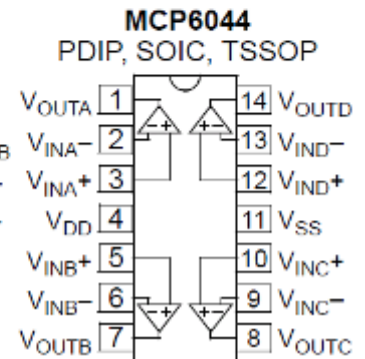 MCP6044
PDIP, SOIC, TSSOP
VOUTA 1 14 VOUTD
B VINA– 2 13 VIND–
VINA+ 3 12 VIND+
VDD 4 11 VSS
VINB+ 5 10 VINC+
VINB– 6 9 VINC–
VOUTB 7 8 VOUTC
– +
+ –
– +
+ –